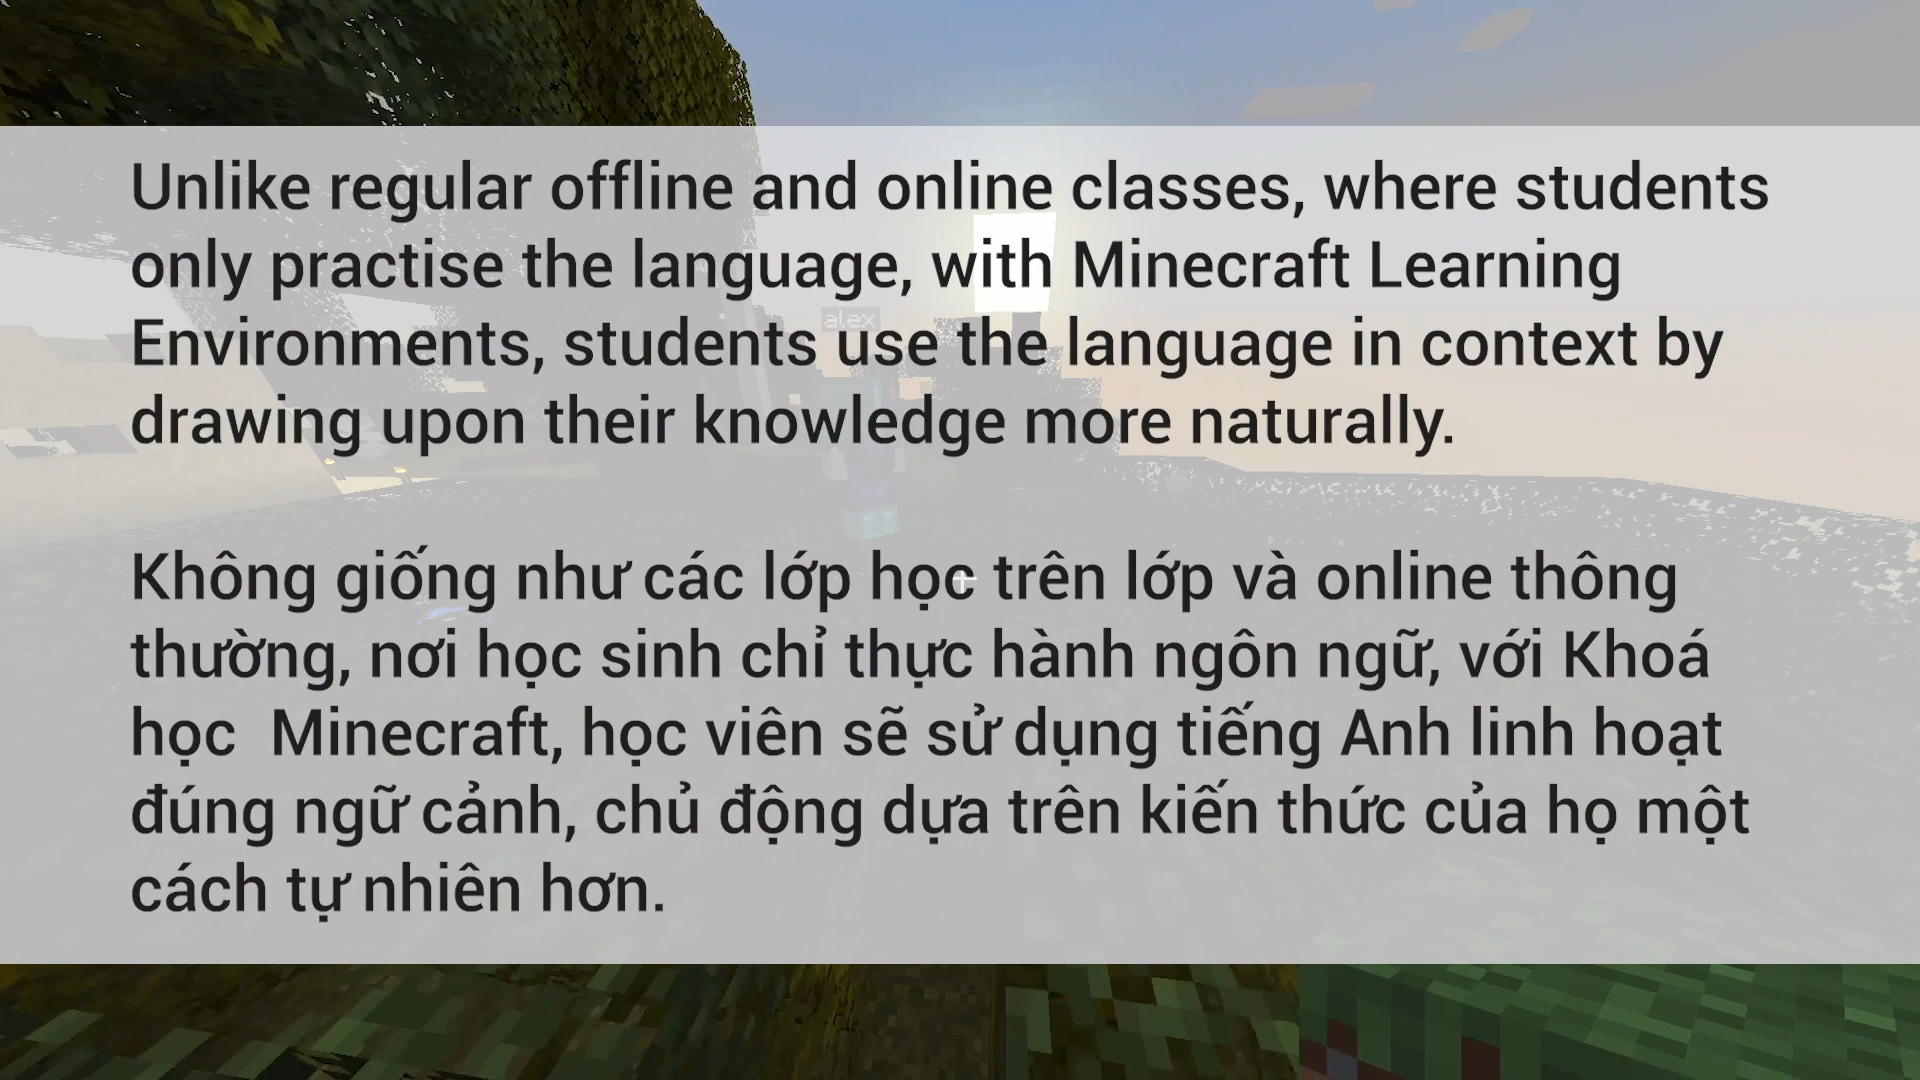 Unlike regular offline and online classes, where students
only practise the language, with Minecraft Learning
alex
Environments, students use the language in context by
drawing upon their knowledge more naturally.
Không giống như các lớp học trên lớp và online thông
thường, nơi học sinh chỉ thực hành ngôn ngữ, với Khoá
học  Minecraft, học viên sẽ sử dụng tiếng Anh linh hoạt
đúng ngữ cảnh, chủ động dựa trên kiến thức của họ một
cách tự nhiên hơn.